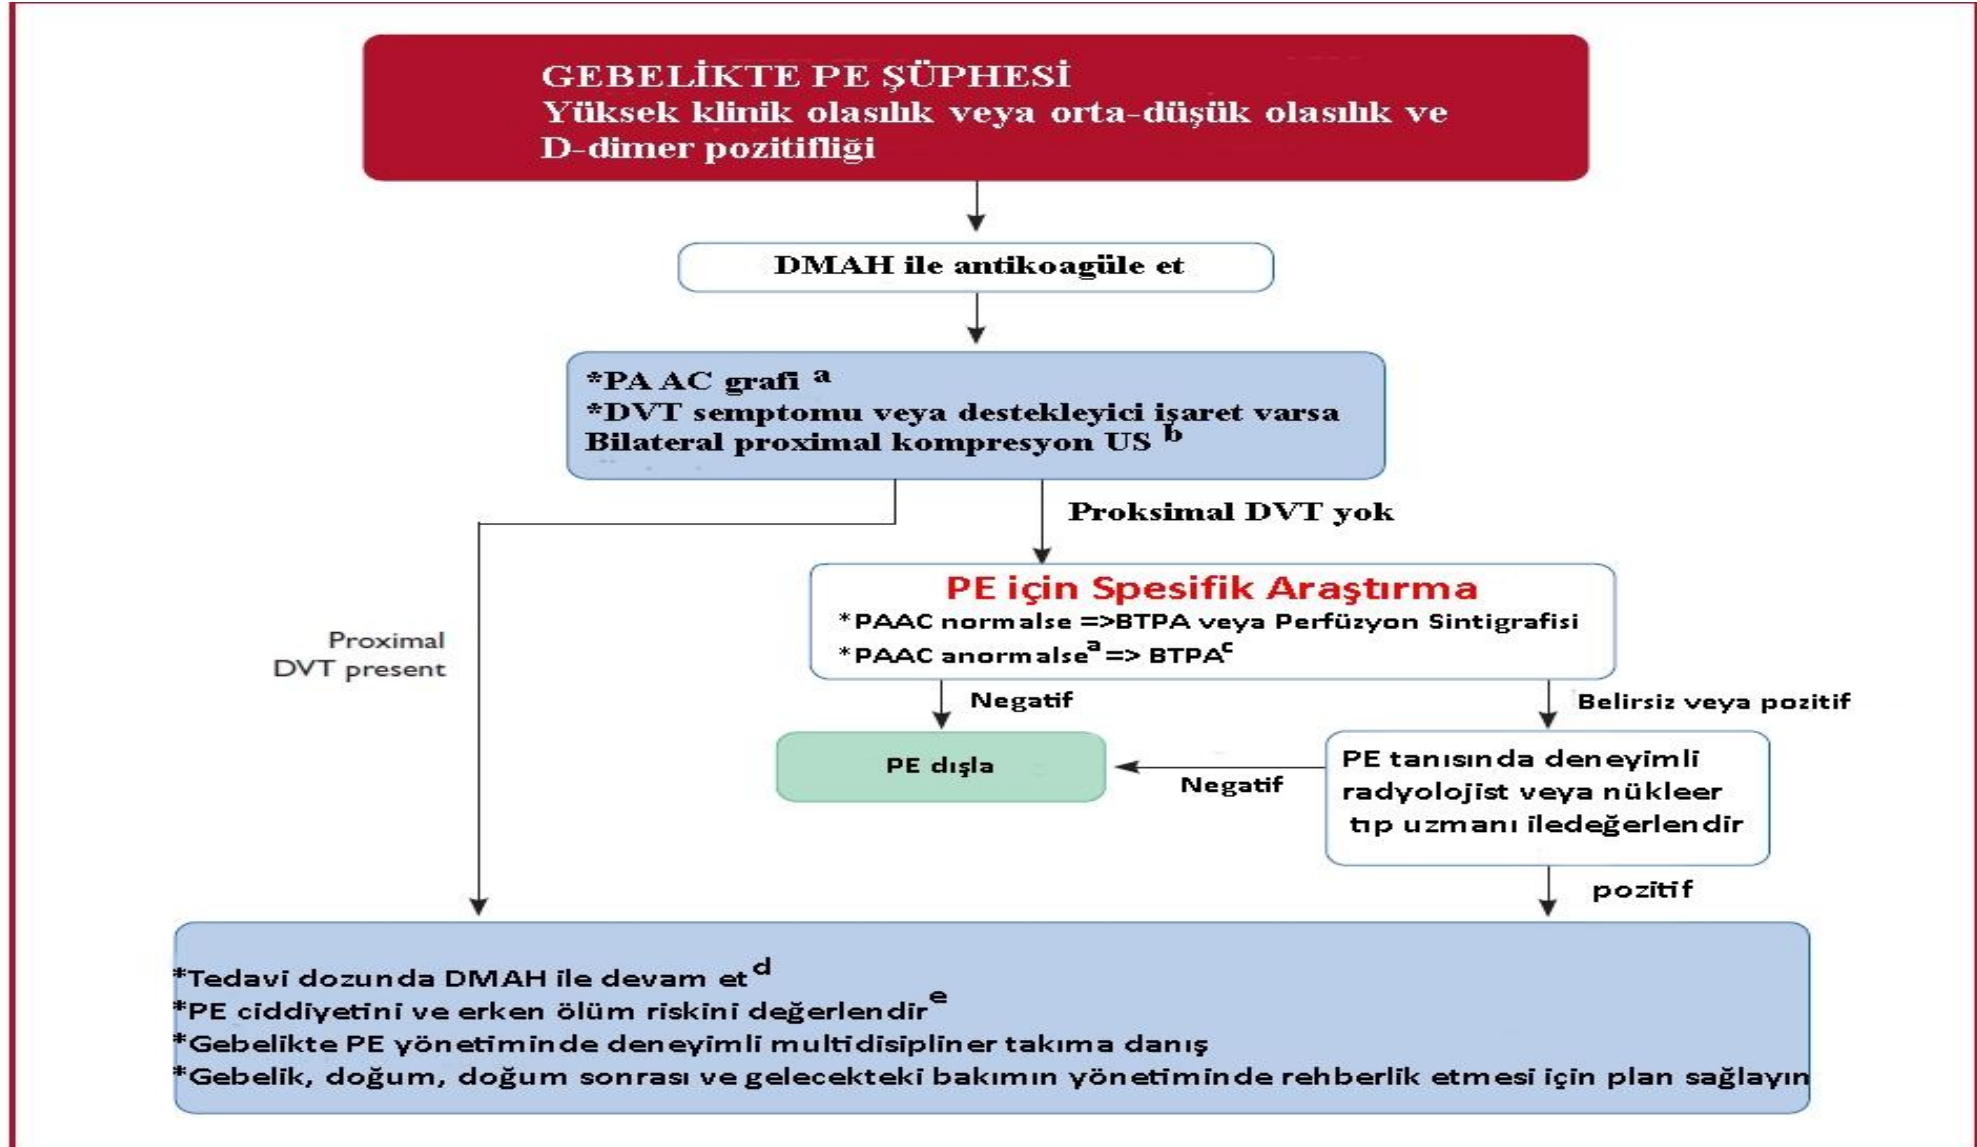 GEBELİKTE PE ŞÜPHESİ
Yüksek klinik olasılık veya orta-düşük olasılık ve
D-dimer pozitifliği
DMAH ile antikoagüle et
*PA AC grafi a
*DVT semptomu veya destekleyici işaret varsa
Bilateral proximal kompresyon US b
Proksimal DVT yok
PE için Spesifik Araştırma
*PAAC normalse =>BTPA veya Perfüzyon Sintigrafisi
*PAAC anormalse a => BTPA c
Proximal
DVT present
Negatif
Belirsiz veya pozitif
PE dışla
Negatif
PE tanısında deneyimli
radyolojist veya nükleer
tıp uzmanı iledeğerlendir
pozitif
*Tedavi dozunda DMAH ile devam et d
*PE ciddiyetini ve erken ölüm riskini değerlendir e
*Gebelikte PE yönetiminde deneyimli multidisipliner takıma danış
*Gebelik, doğum, doğum sonrası ve gelecekteki bakımın yönetiminde rehberlik etmesi için plan sağlayın